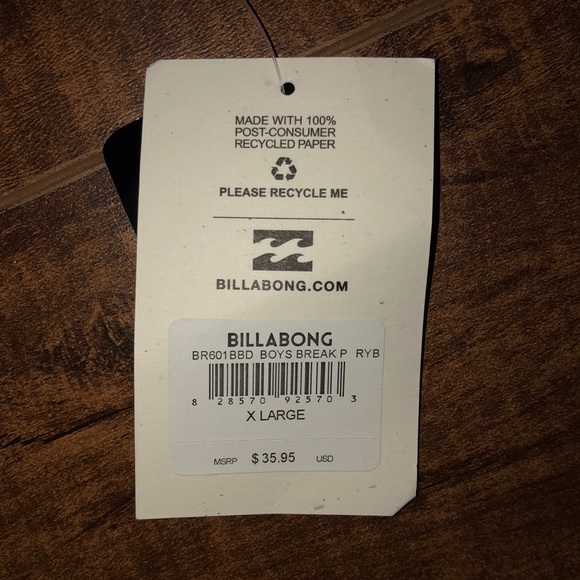 MADE WITH 100%
POST-CONSUMER
RECYCLED PAPER
PLEASE RECYCLE ME
BILLABONG.COM
BILLABONG
BR601BBD BOYS BREAK P RYB
8 28570 92570 3
X LARGE
MSRP $35.95 USD